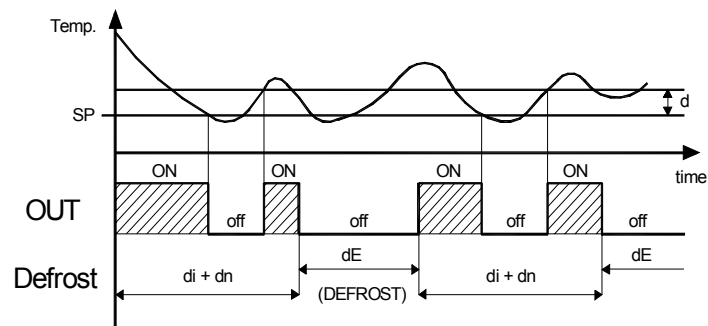 Temp.
SP
d
time
ON ON ON ON
OUT off off off off
dE dE
Defrost di + dn (DEFROST) di + dn